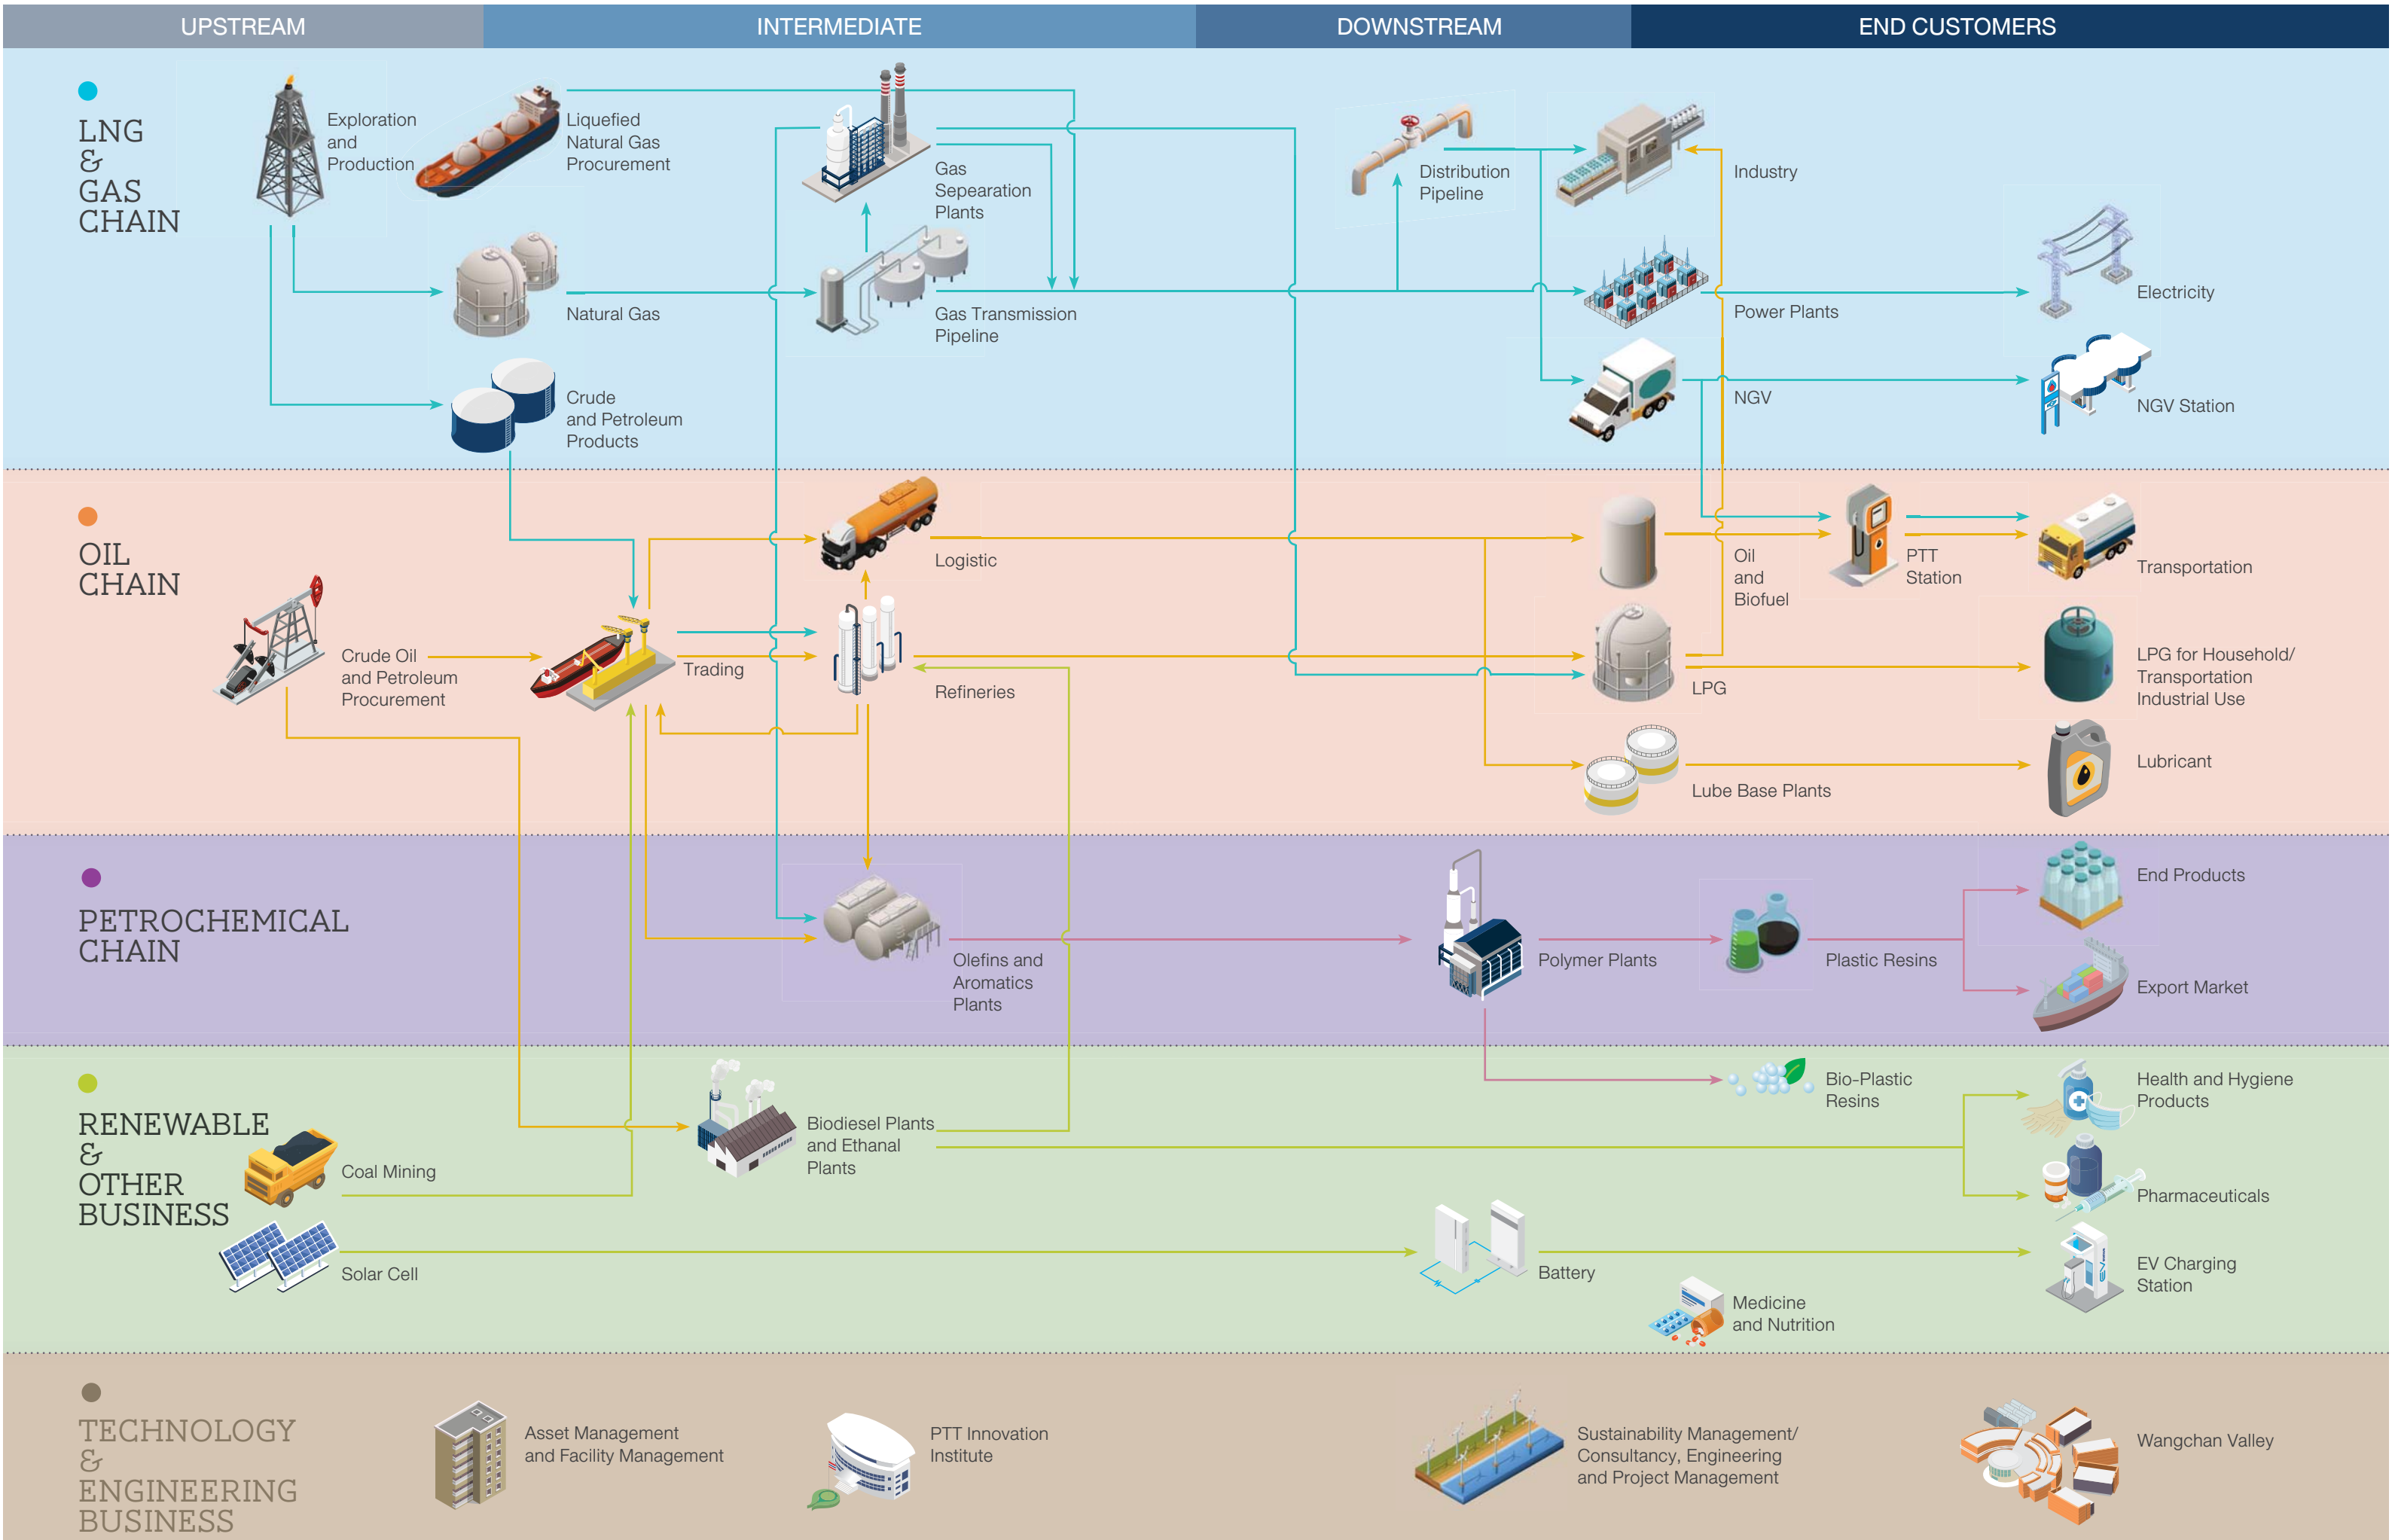 UPSTREAM
INTERMEDIATE
DOWNSTREAM
END CUSTOMERS
LNG
&
GAS
CHAIN
Exploration
and
Production
Liquefied
Natural Gas
Procurement
Gas
Sepearation
Plants
Distribution
Pipeline
Industry
Natural Gas
Gas Transmission
Pipeline
Power Plants
Electricity
Crude
and Petroleum
Products
NGV
NGV Station
OIL
CHAIN
Logistic
Oil
and
Biofuel
PTT
Station
Transportation
Crude Oil
and Petroleum
Procurement
Trading
Refineries
LPG
LPG for Household/
Transportation
Industrial Use
Lube Base Plants
Lubricant
PETROCHEMICAL
CHAIN
Olefins and
Aromatics
Plants
Polymer Plants
Plastic Resins
End Products
Export Market
RENEWABLE
&
OTHER
BUSINESS
Coal Mining
Solar Cell
Biodiesel Plants
and Ethanal
Plants
Bio-Plastic
Resins
Health and Hygiene
Products
Pharmaceuticals
Battery
EV Charging
Station
Medicine
and Nutrition
TECHNOLOGY
&
ENGINEERING
BUSINESS
Asset Management
and Facility Management
PTT Innovation
Institute
Sustainability Management/
Consultancy, Engineering
and Project Management
Wangchan Valley